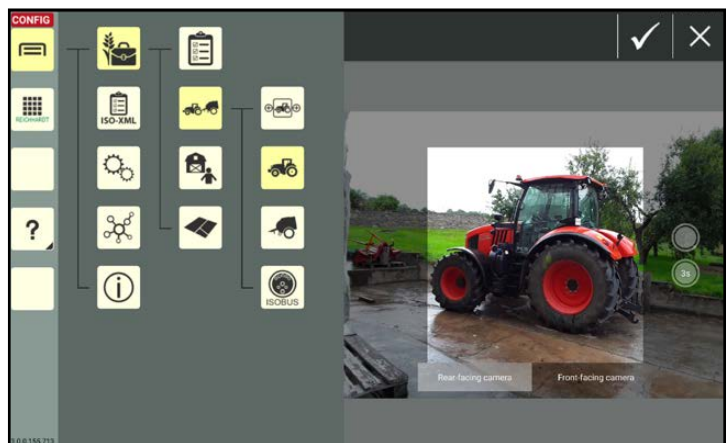 CONFIG
REICHHARDT
ISO-XML
?
ISOBUS
3s
Rear-facing camera
Front-facing camera